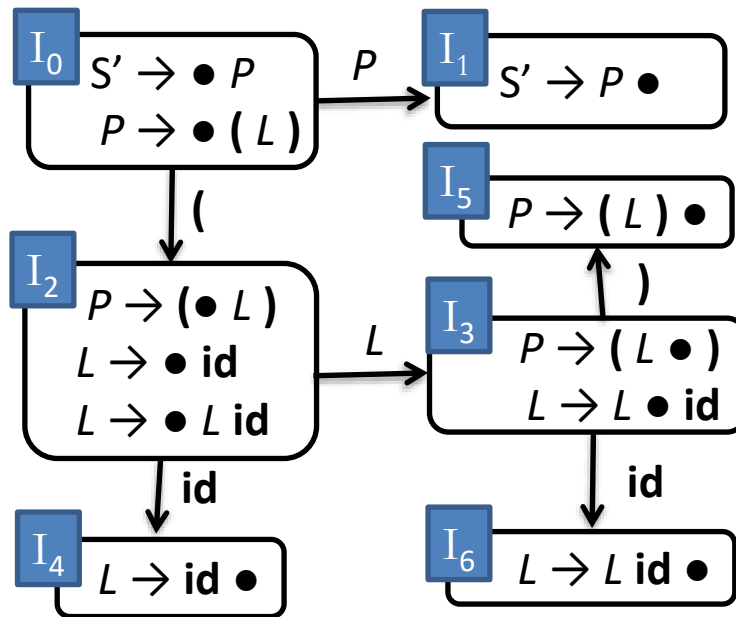 I₀
S’ → ● P
P → ● ( L )
P
I₁
S’ → P ●
(
I₅
P → ( L ) ●
)
I₂
P → (● L )
L → ● id
L → ● L id
L
I₃
P → ( L ● )
L → L ● id
id
id
I₄
L → id ●
I₆
L → L id ●